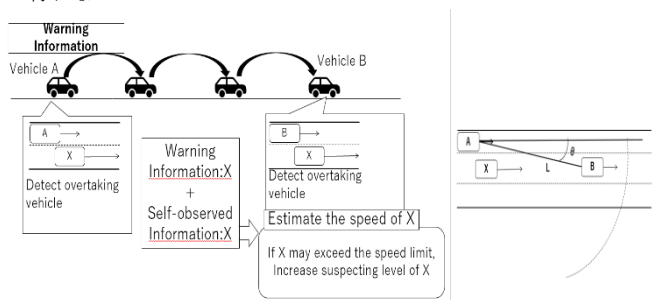 Warning
Information
Vehicle A
Vehicle B
A
X
Detect overtaking
vehicle
Warning
Information:X
+
Self-observed
Information:X
B
X
Detect overtaking
vehicle
Estimate the speed of X
If X may exceed the speed limit,
Increase suspecting level of X
A
θ
X
L
B